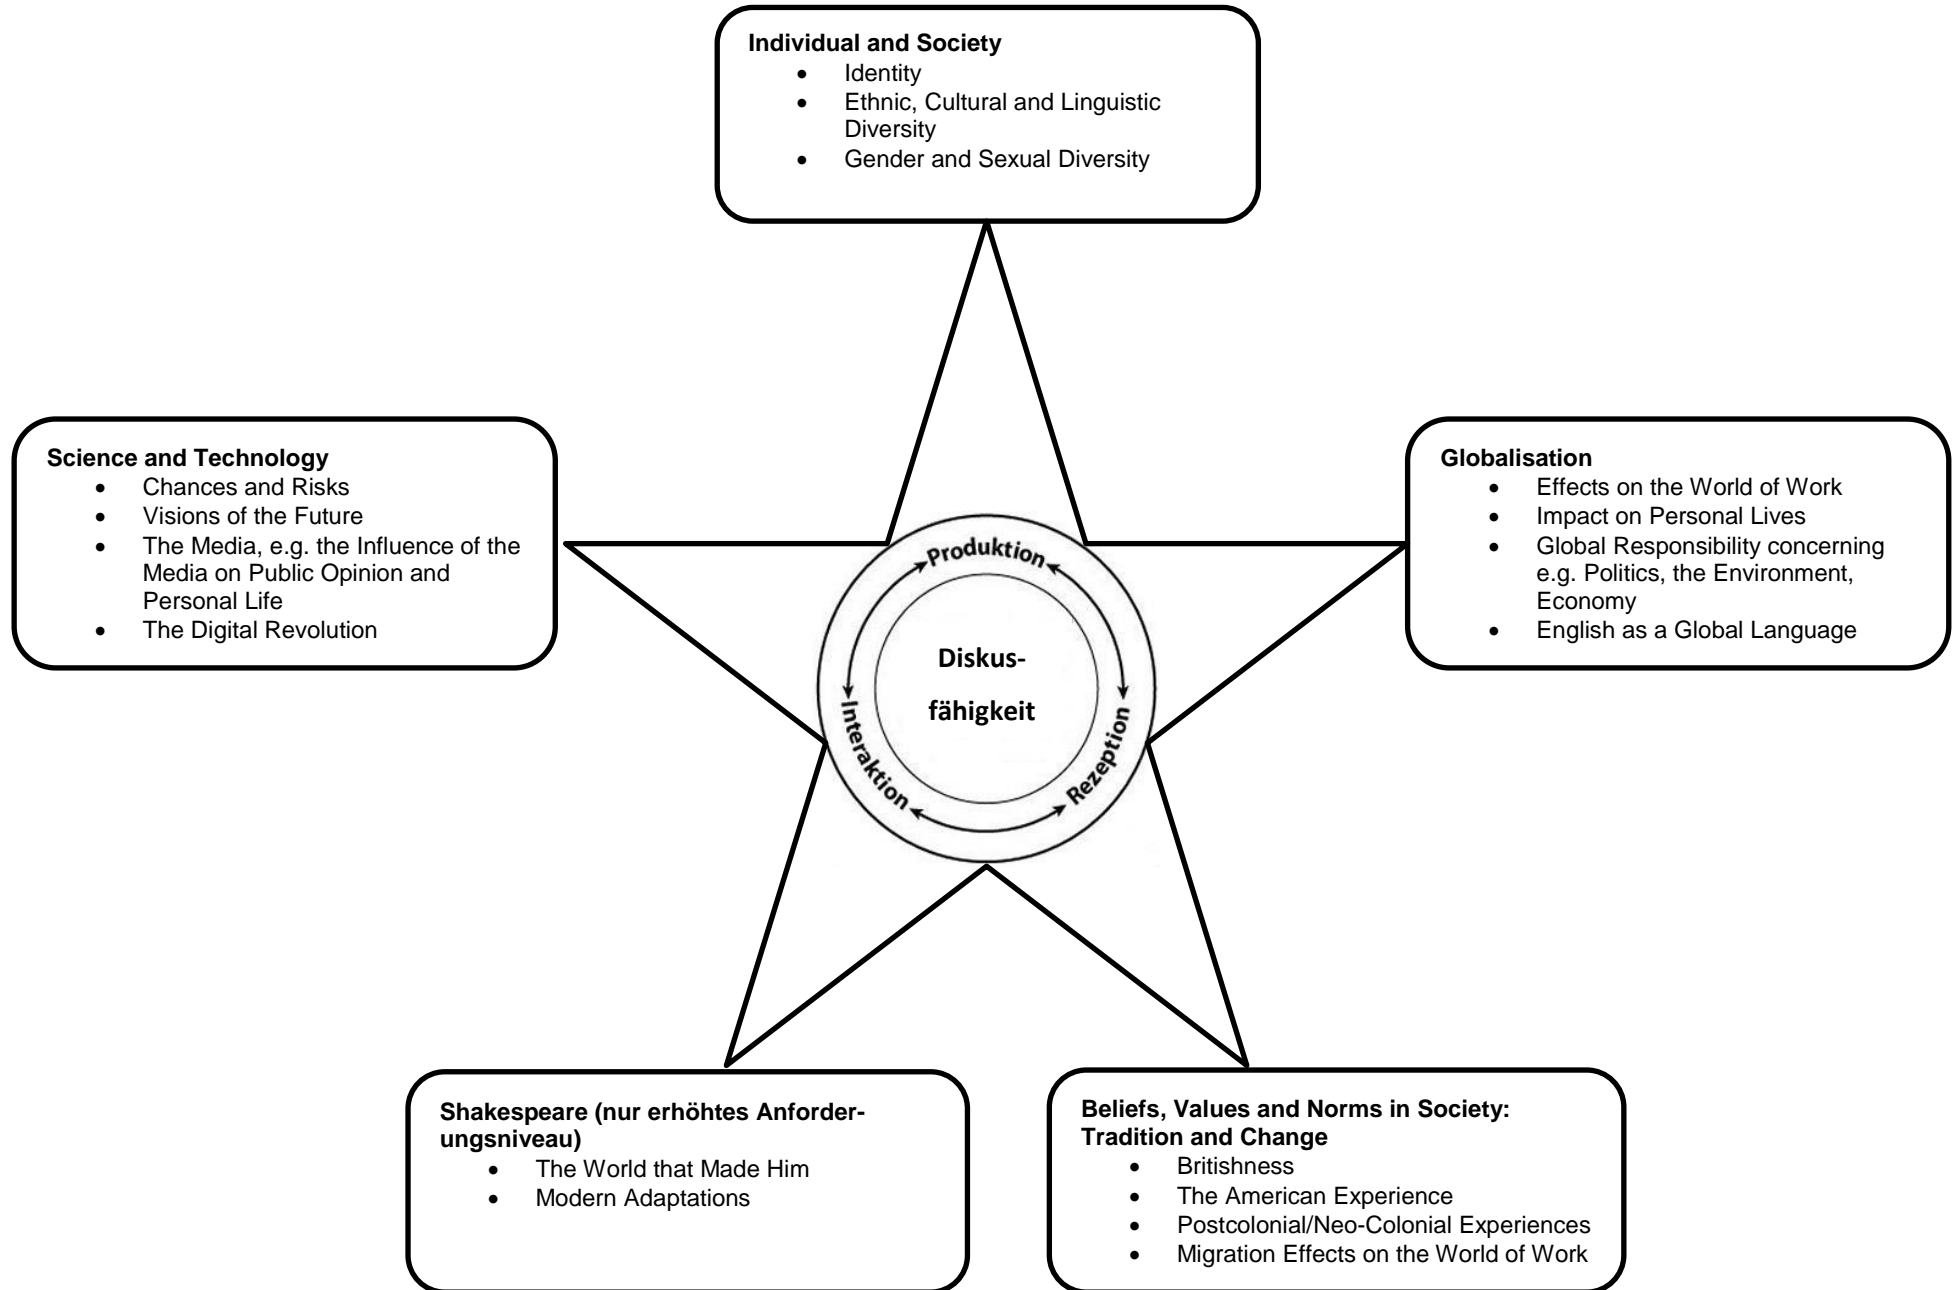 Individual and Society
• Identity
• Ethnic, Cultural and Linguistic
Diversity
• Gender and Sexual Diversity
Science and Technology
• Chances and Risks
• Visions of the Future
• The Media, e.g. the Influence of the
Media on Public Opinion and
Personal Life
• The Digital Revolution
Globalisation
• Effects on the World of Work
• Impact on Personal Lives
• Global Responsibility concerning
e.g. Politics, the Environment,
Economy
• English as a Global Language
Produktion
Diskus-
fähigkeit
Interaktion
Rezeption
Shakespeare (nur erhöhtes Anforder-
ungsniveau)
• The World that Made Him
• Modern Adaptations
Beliefs, Values and Norms in Society:
Tradition and Change
• Britishness
• The American Experience
• Postcolonial/Neo-Colonial Experiences
• Migration Effects on the World of Work